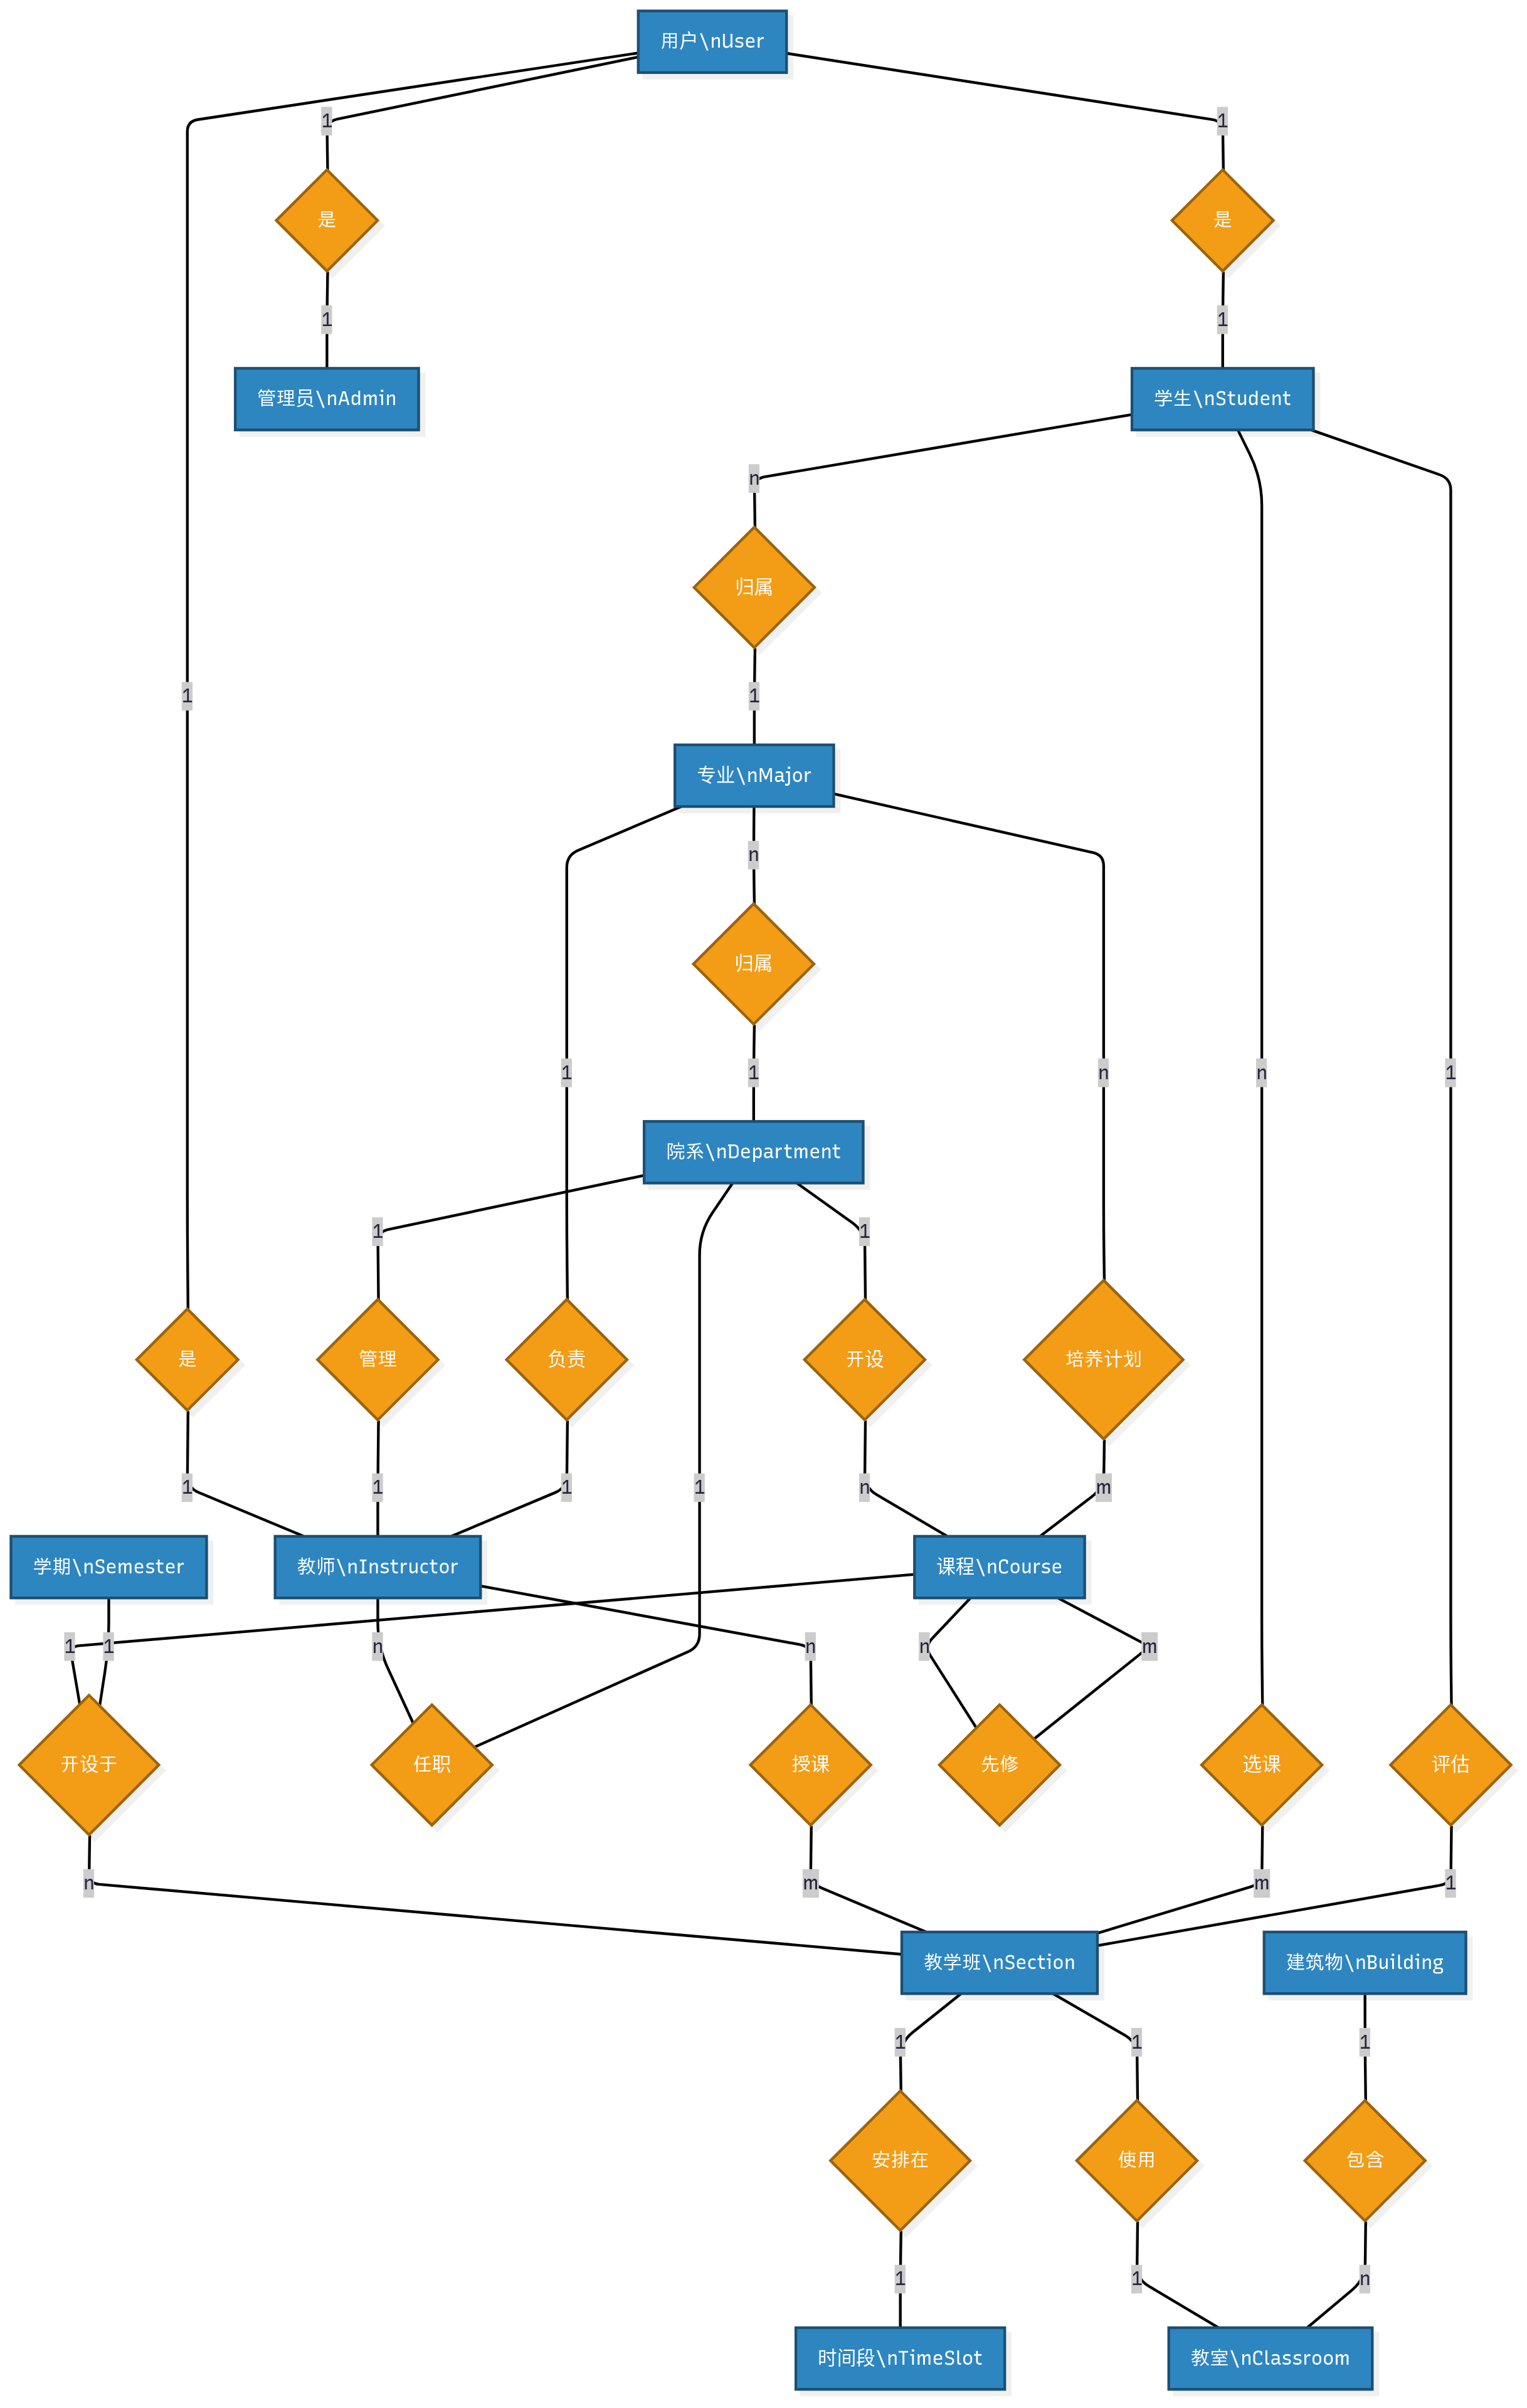 用户\nUser
1
1
是
是
1
1
管理员\nAdmin
学生\nStudent
n
归属
1
1
专业\nMajor
n
归属
1
1
n
n
1
院系\nDepartment
1
1
是
管理
负责
开设
培养计划
1
1
1
1
n
m
学期\nSemester
教师\nInstructor
课程\nCourse
1
1
n
n
n
m
开设于
任职
授课
先修
选课
评估
n
m
m
1
教学班\nSection
建筑物\nBuilding
1
1
1
安排在
使用
包含
1
1
n
时间段\nTimeSlot
教室\nClassroom